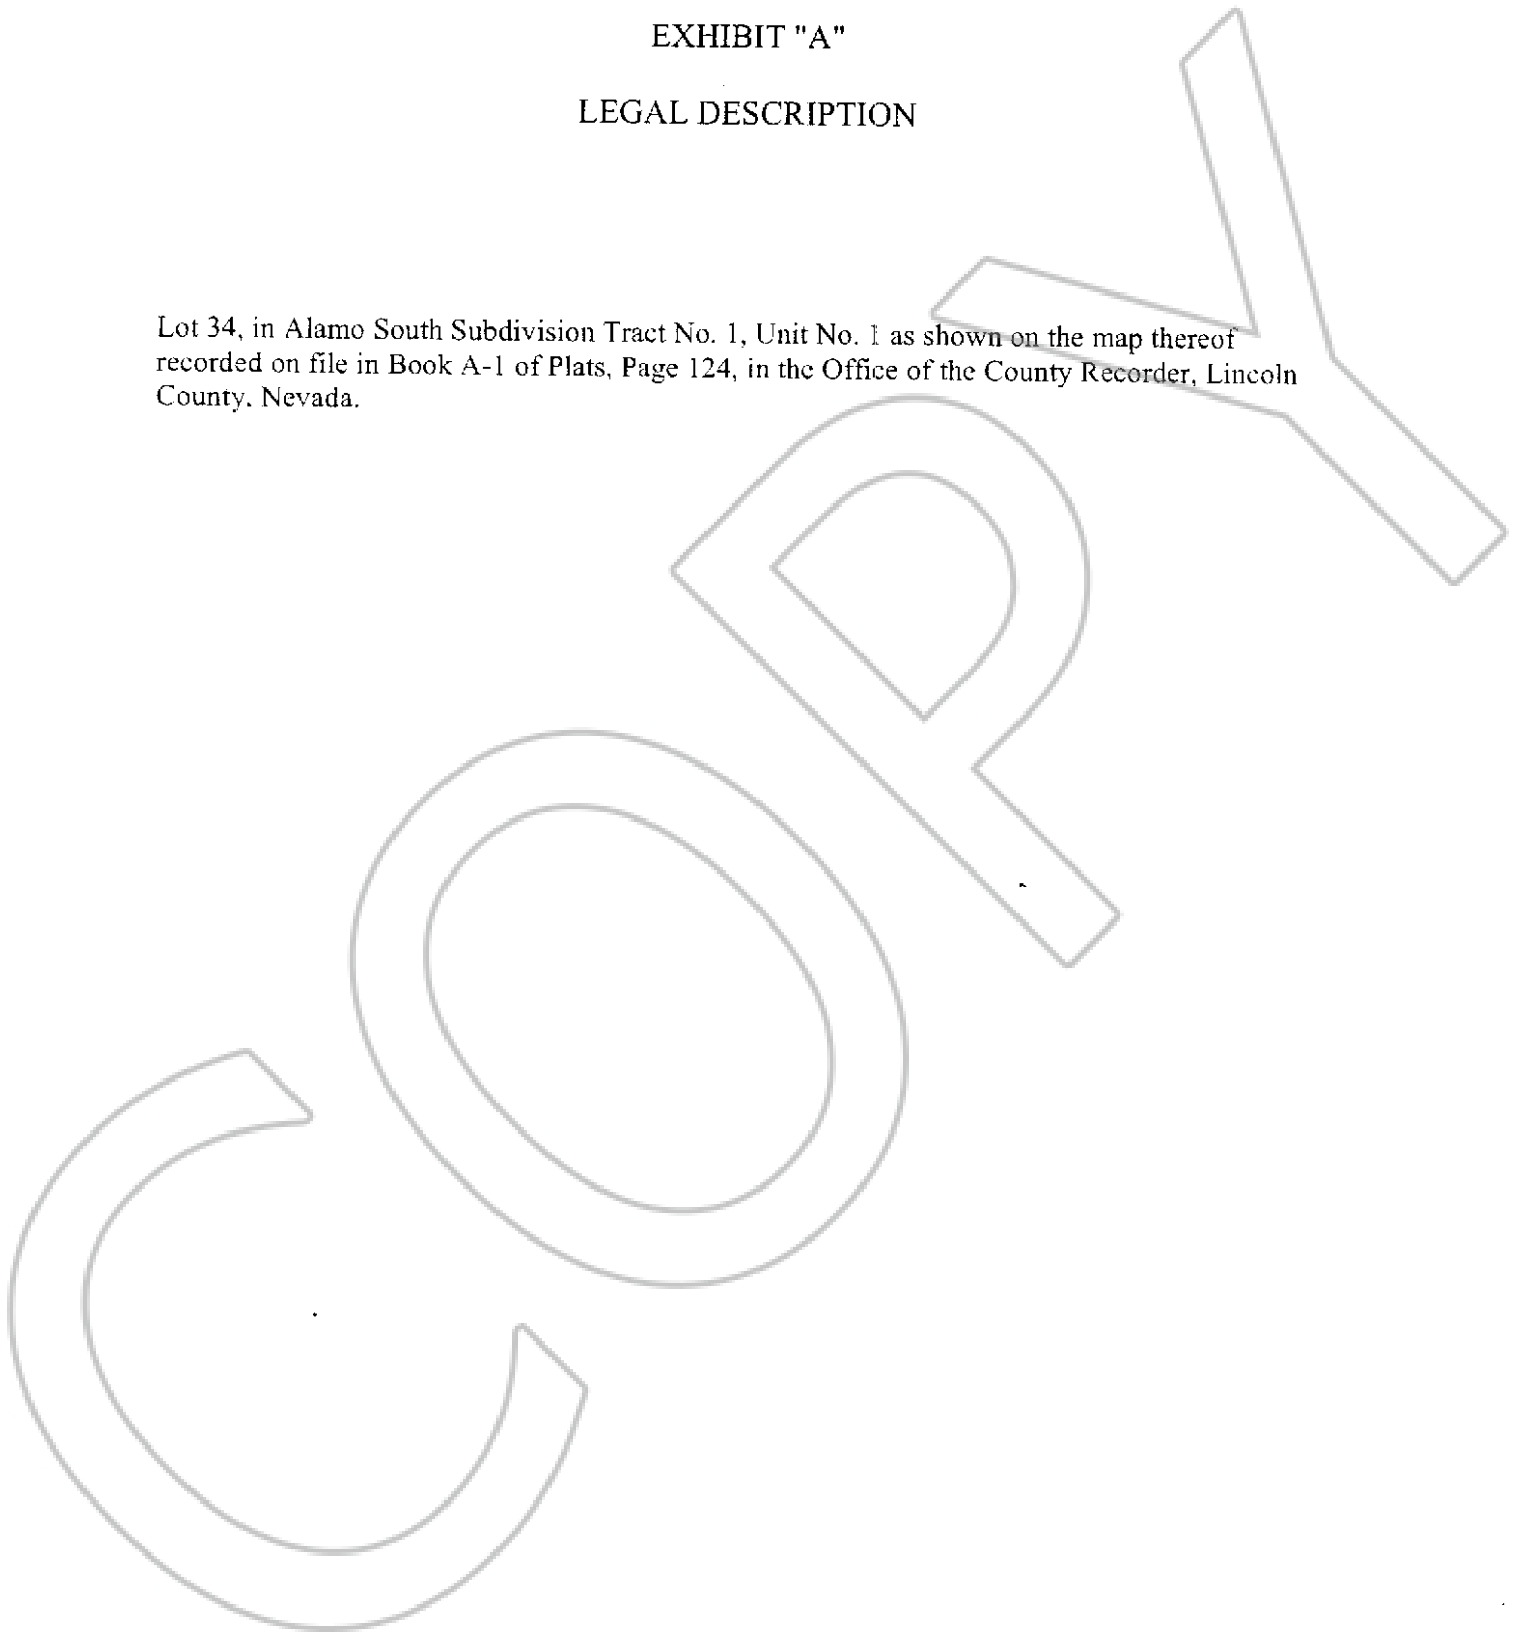 EXHIBIT "A"
LEGAL DESCRIPTION
Lot 34, in Alamo South Subdivision Tract No. 1, Unit No. 1 as shown on the map thereof
recorded on file in Book A-1 of Plats, Page 124, in the Office of the County Recorder, Lincoln
County, Nevada.
COPY